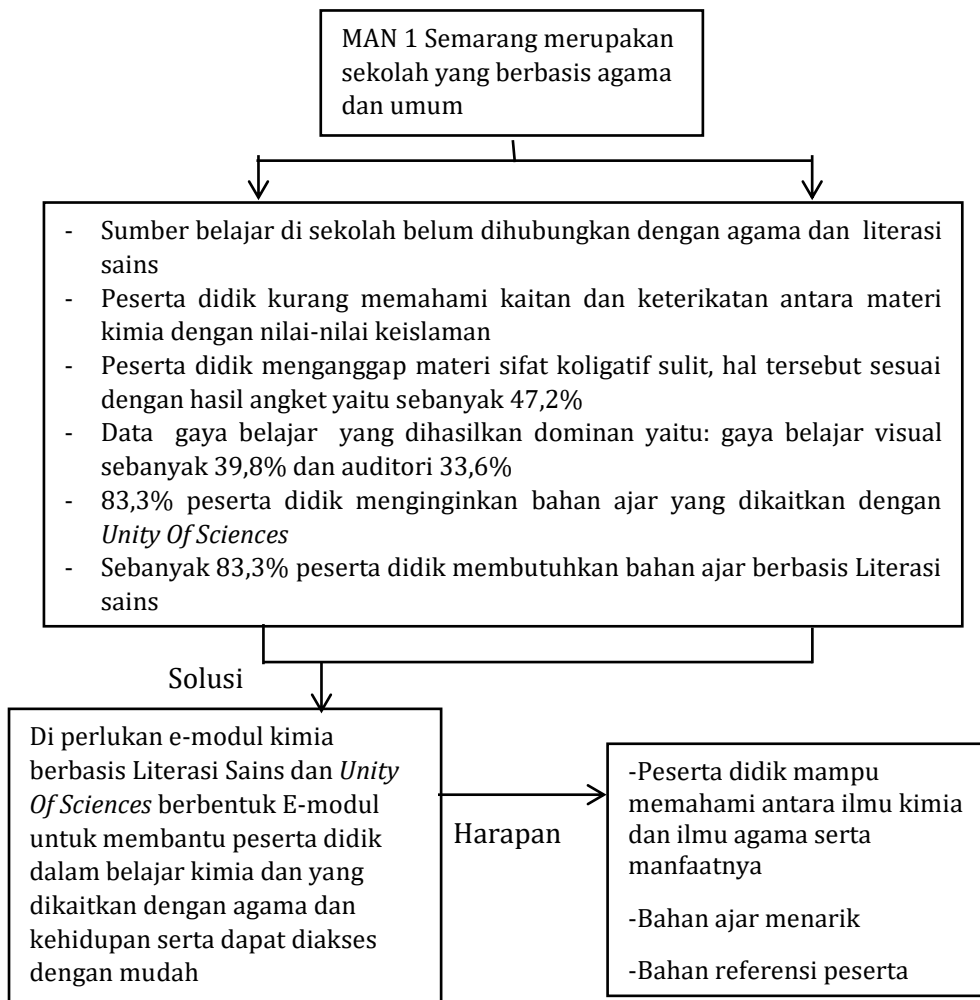 MAN 1 Semarang merupakan
sekolah yang berbasis agama
dan umum
- Sumber belajar di sekolah belum dihubungkan dengan agama dan literasi
sains
- Peserta didik kurang memahami kaitan dan keterikatan antara materi
kimia dengan nilai-nilai keislaman
- Peserta didik menganggap materi sifat koligatif sulit, hal tersebut sesuai
dengan hasil angket yaitu sebanyak 47,2%
- Data gaya belajar yang dihasilkan dominan yaitu: gaya belajar visual
sebanyak 39,8% dan auditori 33,6%
- 83,3% peserta didik menginginkan bahan ajar yang dikaitkan dengan
Unity Of Sciences
- Sebanyak 83,3% peserta didik membutuhkan bahan ajar berbasis Literasi
sains
Solusi
Di perlukan e-modul kimia
berbasis Literasi Sains dan Unity
Of Sciences berbentuk E-modul
untuk membantu peserta didik
dalam belajar kimia dan yang
dikaitkan dengan agama dan
kehidupan serta dapat diakses
dengan mudah
Harapan
-Peserta didik mampu
memahami antara ilmu kimia
dan ilmu agama serta
manfaatnya
-Bahan ajar menarik
-Bahan referensi peserta